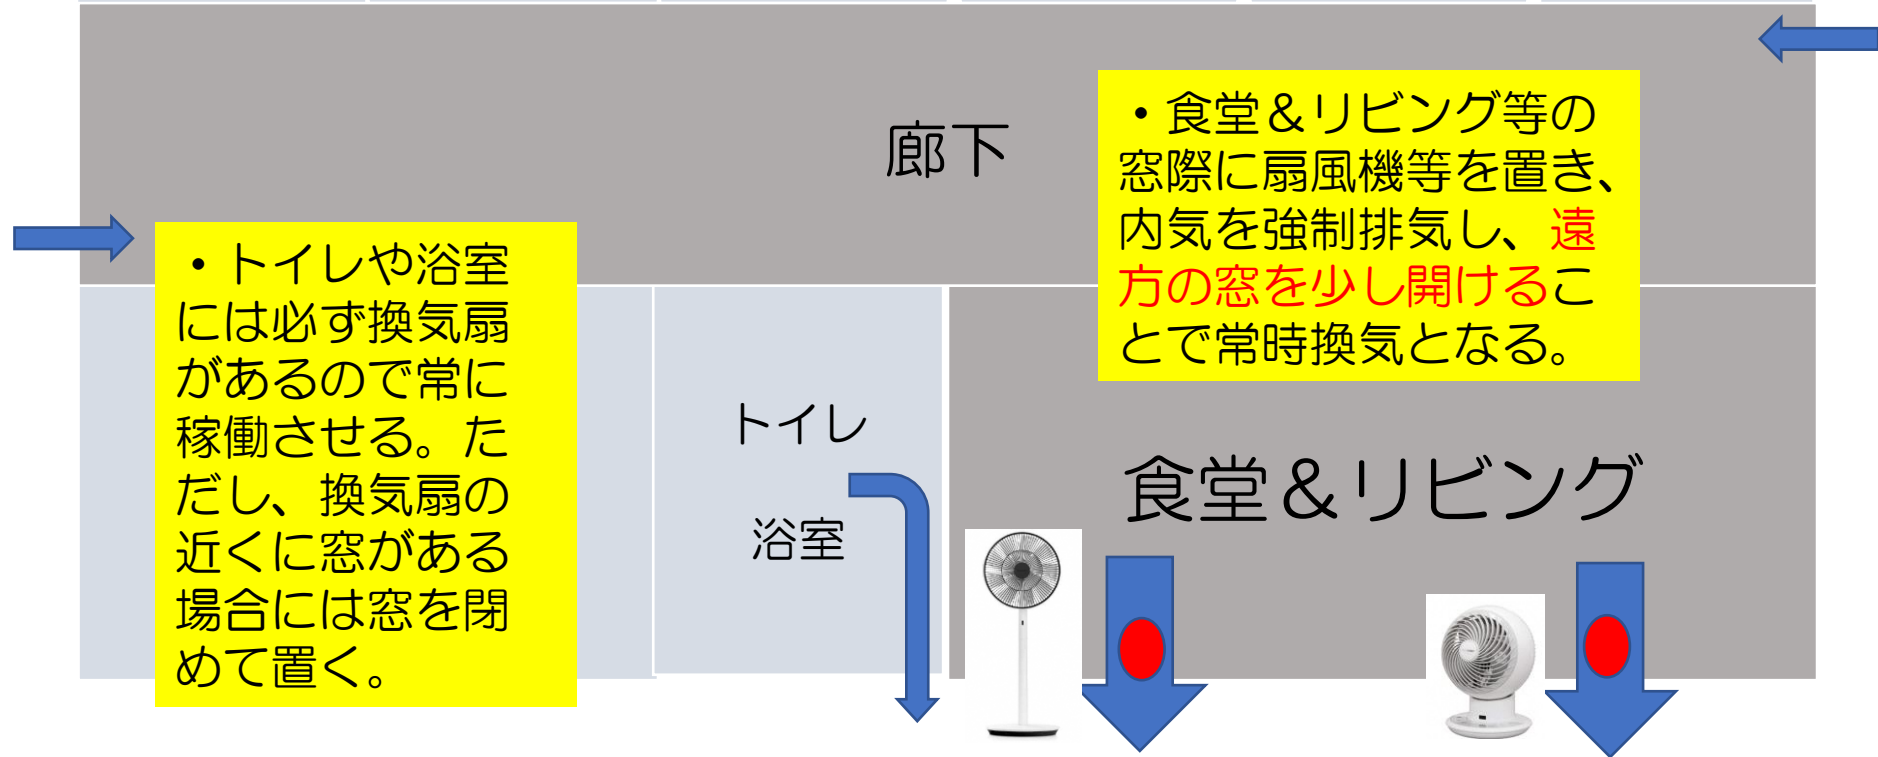 廊下
・食堂＆リビング等の
窓際に扇風機等を置き、
内気を強制排気し、遠
方の窓を少し開けるこ
とで常時換気となる。
・トイレや浴室
には必ず換気扇
があるので常に
稼働させる。た
だし、換気扇の
近くに窓がある
場合には窓を閉
めて置く。
トイレ
浴室
食堂＆リビング